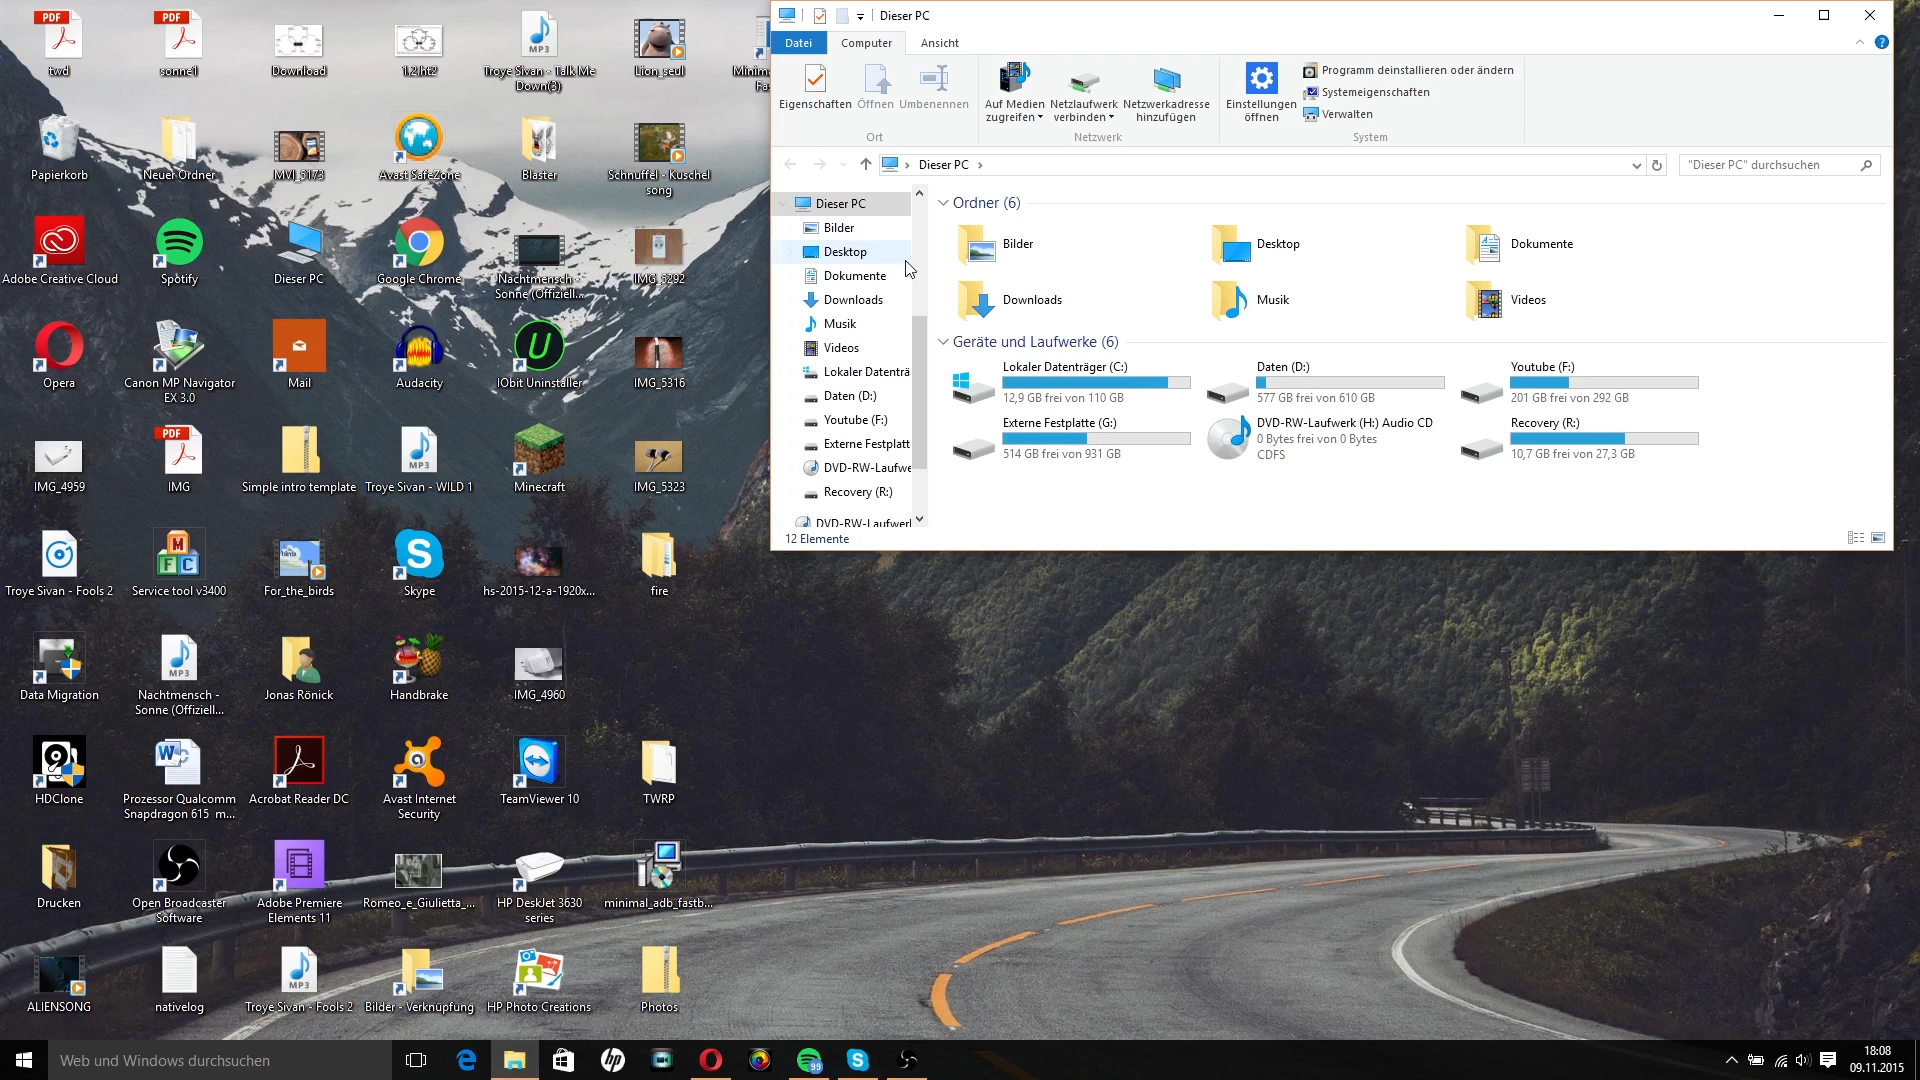 PDF
twd
PDF
sonne1
Download
1.2.ht2
MP3
Troye Sivan - Talk Me
Down(3)
Lion_seul
Papierkorb
Neuer Ordner
MVI_5173
Avast SafeZone
Blaster
Schnuffel - Kuschel
song
Adobe Creative Cloud
Spotify
Dieser PC
Google Chrome
Nachtmensch -
Sonne (Offiziell...
IMG_5292
Opera
Canon MP Navigator
EX 3.0
Mail
Audacity
IObit Uninstaller
IMG_5316
IMG_4959
PDF
IMG
Simple intro template
MP3
Troye Sivan - WILD 1
Minecraft
IMG_5323
Troye Sivan - Fools 2
Service tool v3400
For_the_birds
Skype
hs-2015-12-a-1920x...
fire
Data Migration
MP3
Nachtmensch -
Sonne (Offiziell...
Jonas Rönick
Handbrake
IMG_4960
HDClone
Prozessor Qualcomm
Snapdragon 615 m...
Acrobat Reader DC
Avast Internet
Security
TeamViewer 10
TWRP
Drucken
Open Broadcaster
Software
Adobe Premiere
Elements 11
Romeo_e_Giulietta_...
HP DeskJet 3630
series
minimal_adb_fastb...
ALIENSONG
nativelog
MP3
Troye Sivan - Fools 2
Bilder - Verknüpfung
HP Photo Creations
Photos
Dieser PC
Datei
Computer
Ansicht
Eigenschaften
Öffnen
Umbenennen
Ort
Auf Medien
zugreifen
Netzlaufwerk
verbinden
Netzwerkadresse
hinzufügen
Netzwerk
Einstellungen
öffnen
Programm deinstallieren oder ändern
Systemeigenschaften
Verwalten
System
Dieser PC
"Dieser PC" durchsuchen
Dieser PC
Bilder
Desktop
Dokumente
Downloads
Musik
Videos
Lokaler Datenträ
Daten (D:)
Youtube (F:)
Externe Festplatt
DVD-RW-Laufwe
Recovery (R:)
DVD-RW-Laufwerl
Ordner (6)
Bilder
Desktop
Dokumente
Downloads
Musik
Videos
Geräte und Laufwerke (6)
Lokaler Datenträger (C:)
12,9 GB frei von 110 GB
Daten (D:)
577 GB frei von 610 GB
Youtube (F:)
201 GB frei von 292 GB
Externe Festplatte (G:)
514 GB frei von 931 GB
DVD-RW-Laufwerk (H:) Audio CD
0 Bytes frei von 0 Bytes
CDFS
Recovery (R:)
10,7 GB frei von 27,3 GB
12 Elemente
Web und Windows durchsuchen
99
18:08
09.11.2015